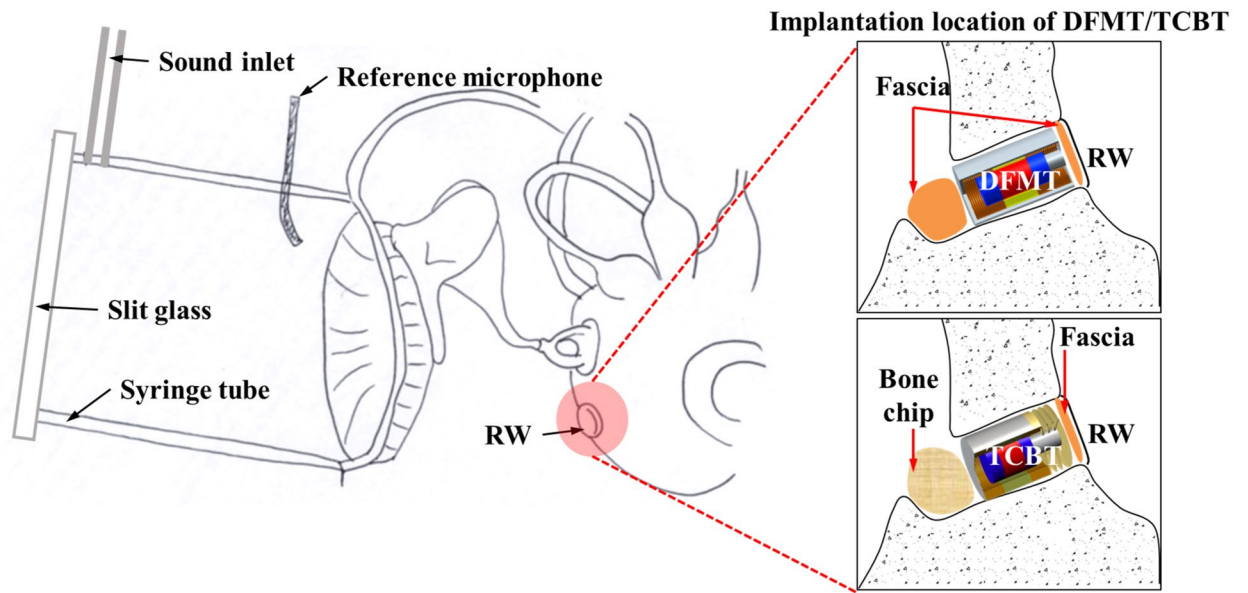 Implantation location of DFMT/TCBT
Sound inlet
Reference microphone
Fascia
RW
DFMT
Slit glass
Syringe tube
RW
Fascia
Bone
chip
RW
TCBT